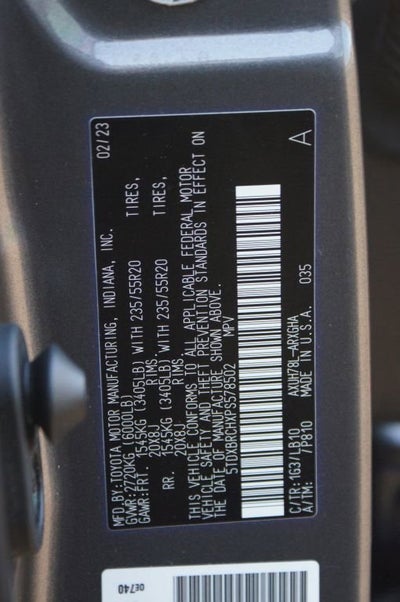 MFD.BY:TOYOTA MOTOR MANUFACTURING, INDIANA, INC. 02/23
GVWR:2720KG (6000LB)
GAWR:FRT. 1545KG (3405LB) WITH 235/55R20 TIRES,
20X8J RIMS
RR. 1545KG (3405LB) WITH 235/55R20 TIRES,
20X8J RIMS.
THIS VEHICLE CONFORMS TO ALL APPLICABLE FEDERAL MOTOR
VEHICLE SAFETY AND THEFT PREVENTION STANDARDS IN EFFECT ON
THE DATE OF MANUFACTURE SHOWN ABOVE.
5TDXBRCHXPS578502 MPV
C/TR:1G3/LB10 AXUH78L-ARXGHA A
A/TM: /P810 MADE IN U.S.A. 035
0E740